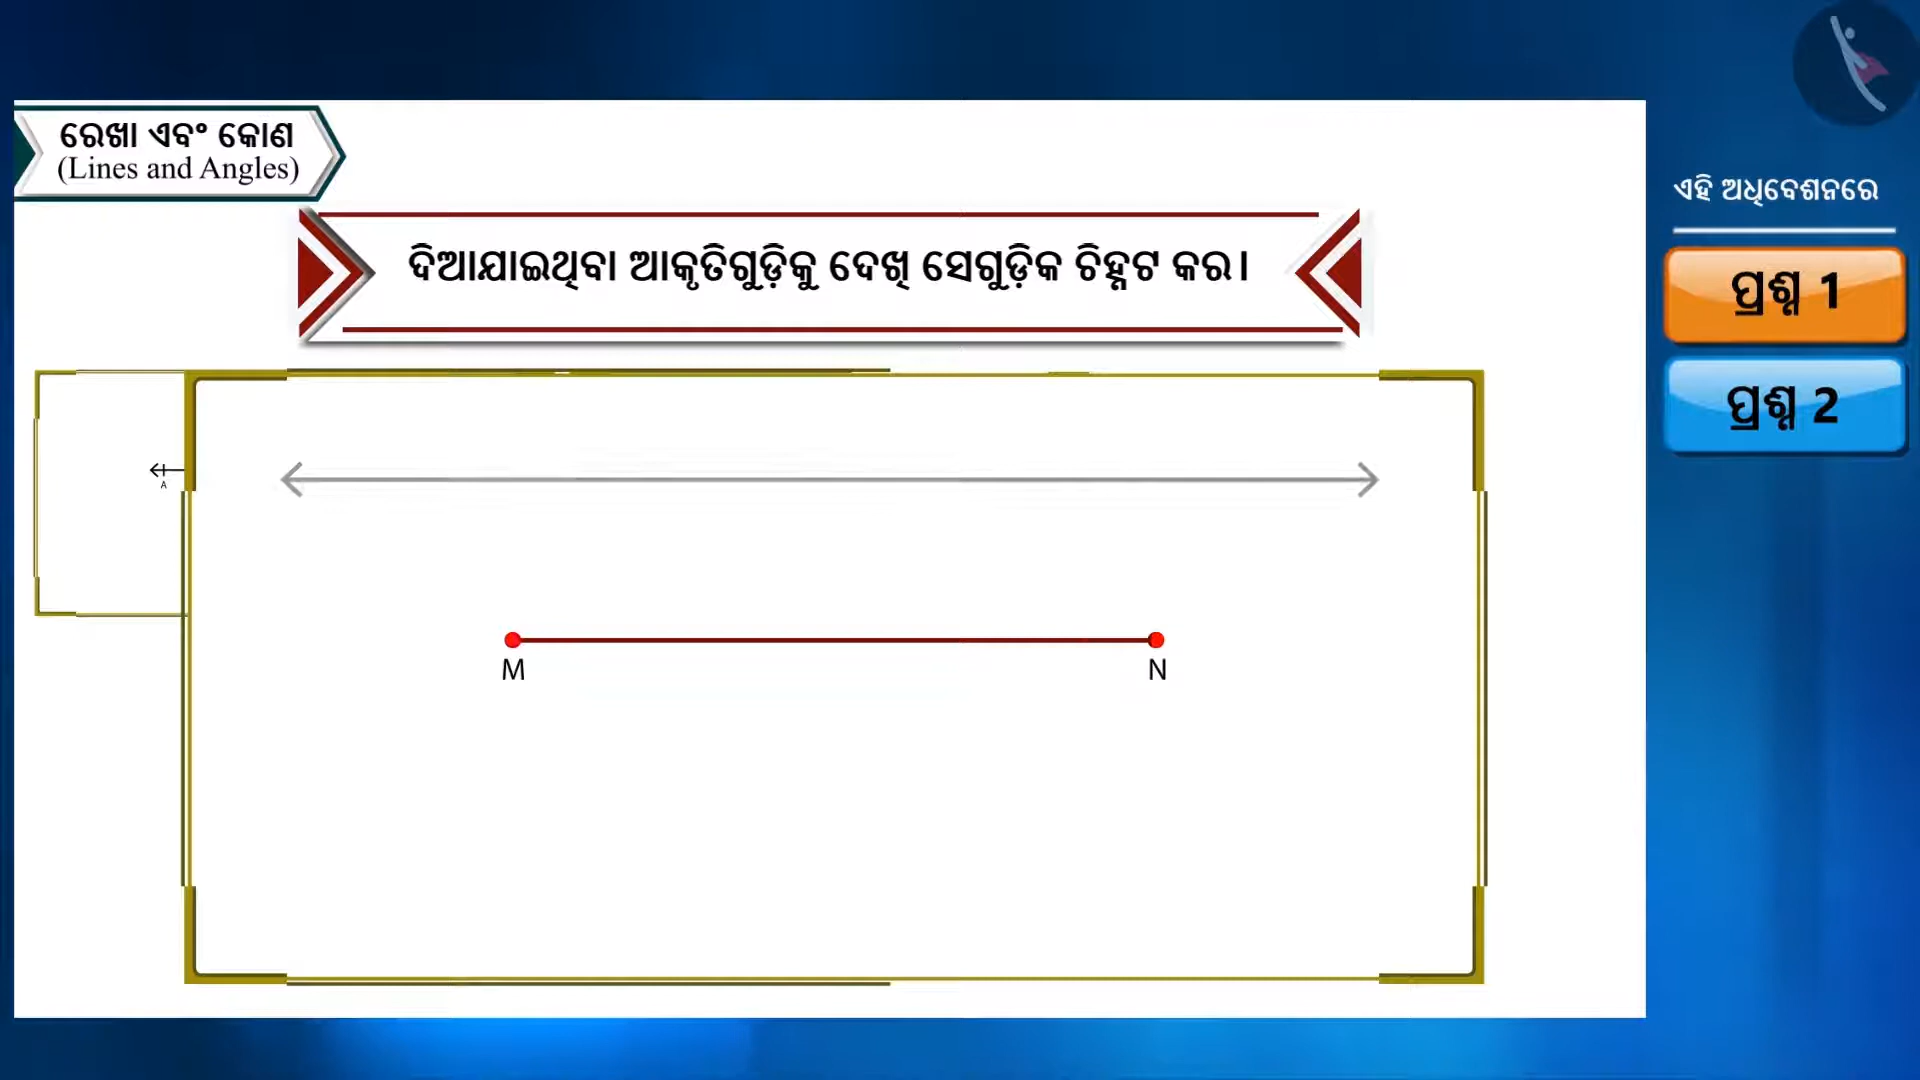 ରେଖା ଏବଂ କୋଣ
(Lines and Angles)
ଦିଆଯାଇଥିବା ଆକୃତିଗୁଡ଼ିକୁ ଦେଖି ସେଗୁଡ଼ିକ ଚିହ୍ନଟ କର।
ଏହି ଅଧିବେଶନରେ
ପ୍ରଶ୍ନ 1
ପ୍ରଶ୍ନ 2
A
M
N